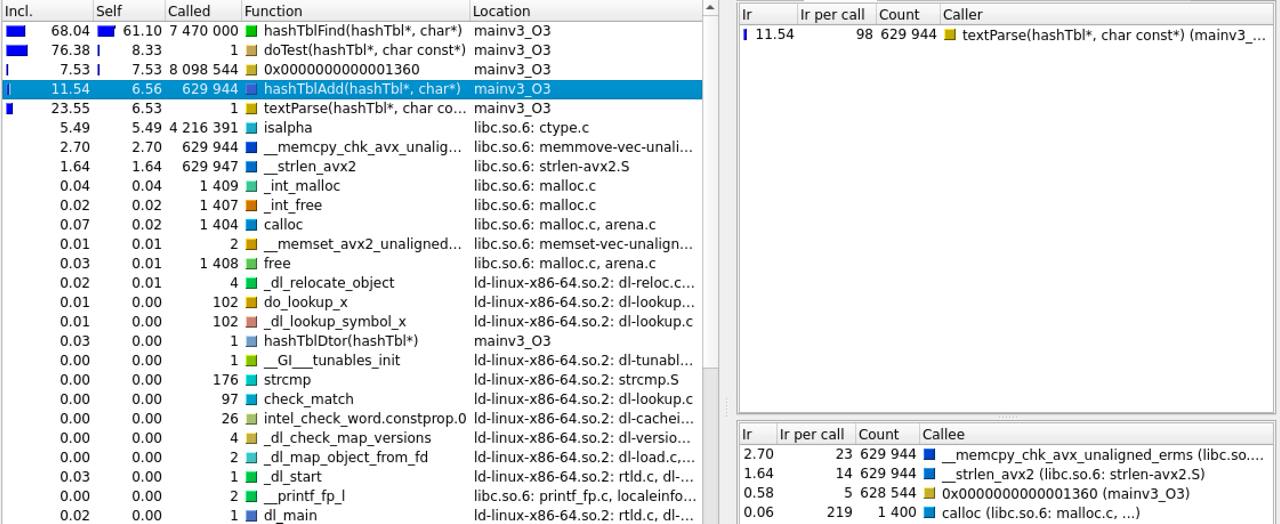 Incl. Self Called Function Location
68.04 61.10 7 470 000 hashTblFind(hashTbl*, char*) mainv3_O3
76.38 8.33 1 doTest(hashTbl*, char const*) mainv3_O3
7.53 7.53 8 098 544 0x0000000000001360 mainv3_O3
11.54 6.56 629 944 hashTblAdd(hashTbl*, char*) mainv3_O3
23.55 6.53 1 textParse(hashTbl*, char co... mainv3_O3
5.49 5.49 4 216 391 isalpha libc.so.6: ctype.c
2.70 2.70 629 944 __memcpy_chk_avx_unalig... libc.so.6: memmove-vec-unali...
1.64 1.64 629 947 __strlen_avx2 libc.so.6: strlen-avx2.S
0.04 0.04 1 409 _int_malloc libc.so.6: malloc.c
0.02 0.02 1 407 _int_free libc.so.6: malloc.c
0.07 0.02 1 404 calloc libc.so.6: malloc.c, arena.c
0.01 0.01 2 __memset_avx2_unaligned... libc.so.6: memset-vec-unalign...
0.03 0.01 1 408 free libc.so.6: malloc.c, arena.c
0.02 0.01 4 _dl_relocate_object ld-linux-x86-64.so.2: dl-reloc.c...
0.01 0.00 102 do_lookup_x ld-linux-x86-64.so.2: dl-lookup...
0.01 0.00 102 _dl_lookup_symbol_x ld-linux-x86-64.so.2: dl-lookup.c
0.03 0.00 1 hashTblDtor(hashTbl*) mainv3_O3
0.00 0.00 1 __GI___tunables_init ld-linux-x86-64.so.2: dl-tunabl...
0.00 0.00 176 strcmp ld-linux-x86-64.so.2: strcmp.S
0.00 0.00 97 check_match ld-linux-x86-64.so.2: dl-lookup.c
0.00 0.00 26 intel_check_word.constprop.0 ld-linux-x86-64.so.2: dl-cachei...
0.00 0.00 4 _dl_check_map_versions ld-linux-x86-64.so.2: dl-versio...
0.00 0.00 2 _dl_map_object_from_fd ld-linux-x86-64.so.2: dl-load.c,...
0.03 0.00 1 _dl_start ld-linux-x86-64.so.2: rtld.c, dl-...
0.00 0.00 2 __printf_fp_l libc.so.6: printf_fp.c, localeinfo...
0.02 0.00 1 dl_main ld-linux-x86-64.so.2: rtld.c, dl-...
Ir Ir per call Count Caller
11.54 98 629 944 textParse(hashTbl*, char const*) (mainv3_...
Ir Ir per call Count Callee
2.70 23 629 944 __memcpy_chk_avx_unaligned_erms (libc.so....
1.64 14 629 944 __strlen_avx2 (libc.so.6: strlen-avx2.S)
0.58 5 628 544 0x0000000000001360 (mainv3_O3)
0.06 219 1 400 calloc (libc.so.6: malloc.c, ...)